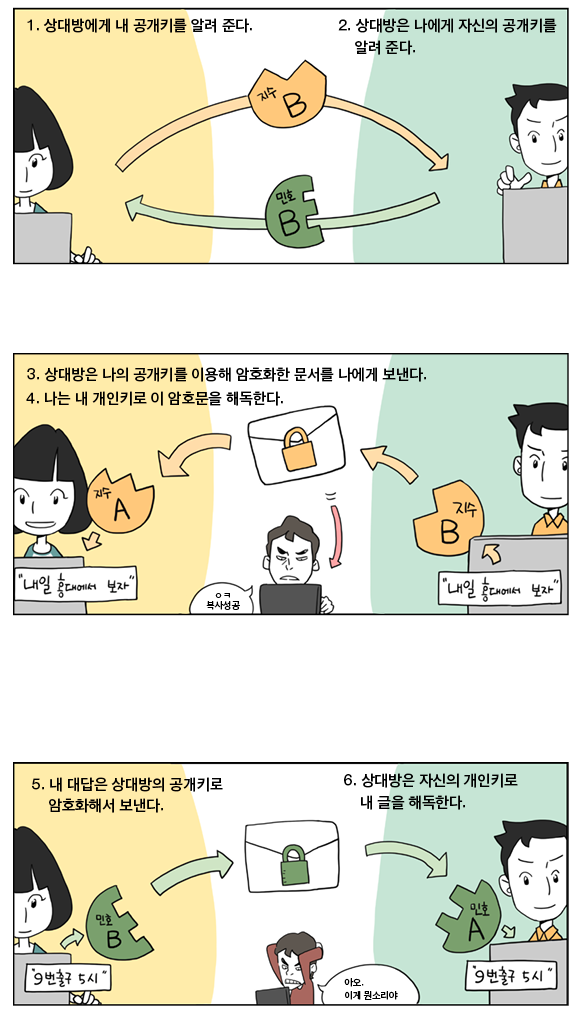 1. 상대방에게 내 공개키를 알려 준다.
2. 상대방은 나에게 자신의 공개키를
알려 준다.
지수
B
민호
B
3. 상대방은 나의 공개키를 이용해 암호화한 문서를 나에게 보낸다.
4. 나는 내 개인키로 이 암호문을 해독한다.
지수
A
지수
B
"내일 홍대에서 보자"
"내일 홍대에서 보자"
ㅇㅋ
복사성공
5. 내 대답은 상대방의 공개키로
암호화해서 보낸다.
6. 상대방은 자신의 개인키로
내 글을 해독한다.
민호
B
민호
A
"9번출구 5시"
"9번출구 5시"
아오.
이게 뭔소리야